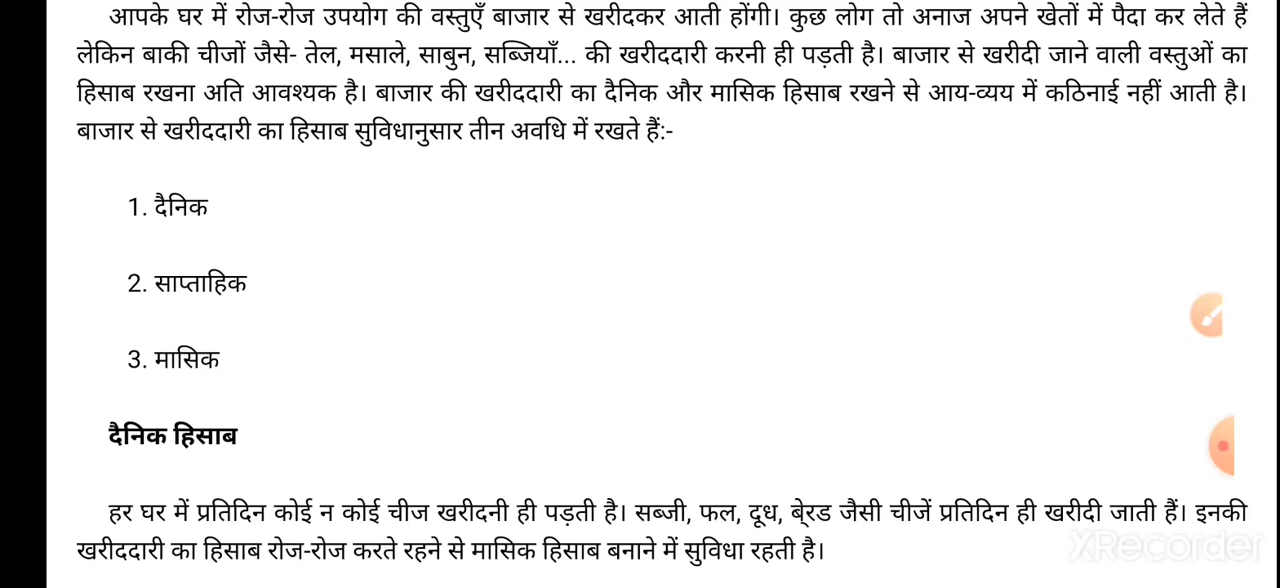 आपके घर में रोज-रोज उपयोग की वस्तुएँ बाजार से खरीदकर आती होंगी। कुछ लोग तो अनाज अपने खेतों में पैदा कर लेते हैं
लेकिन बाकी चीजों जैसे- तेल, मसाले, साबुन, सब्जियाँ... की खरीददारी करनी ही पड़ती है। बाजार से खरीदी जाने वाली वस्तुओं का
हिसाब रखना अति आवश्यक है। बाजार की खरीददारी का दैनिक और मासिक हिसाब रखने से आय-व्यय में कठिनाई नहीं आती है।
बाजार से खरीददारी का हिसाब सुविधानुसार तीन अवधि में रखते हैं:-
1. दैनिक
2. साप्ताहिक
3. मासिक
दैनिक हिसाब
हर घर में प्रतिदिन कोई न कोई चीज खरीदनी ही पड़ती है। सब्जी, फल, दूध, बे्रड जैसी चीजें प्रतिदिन ही खरीदी जाती हैं। इनकी
खरीददारी का हिसाब रोज-रोज करते रहने से मासिक हिसाब बनाने में सुविधा रहती है।
XRecorder